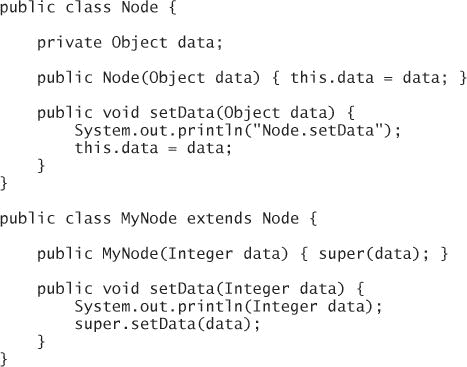 public class Node {
private Object data;
public Node(Object data) { this.data = data; }
public void setData(Object data) {
System.out.println("Node.setData");
this.data = data;
}
}
public class MyNode extends Node {
public MyNode(Integer data) { super(data); }
public void setData(Integer data) {
System.out.println(Integer data);
super.setData(data);
}
}